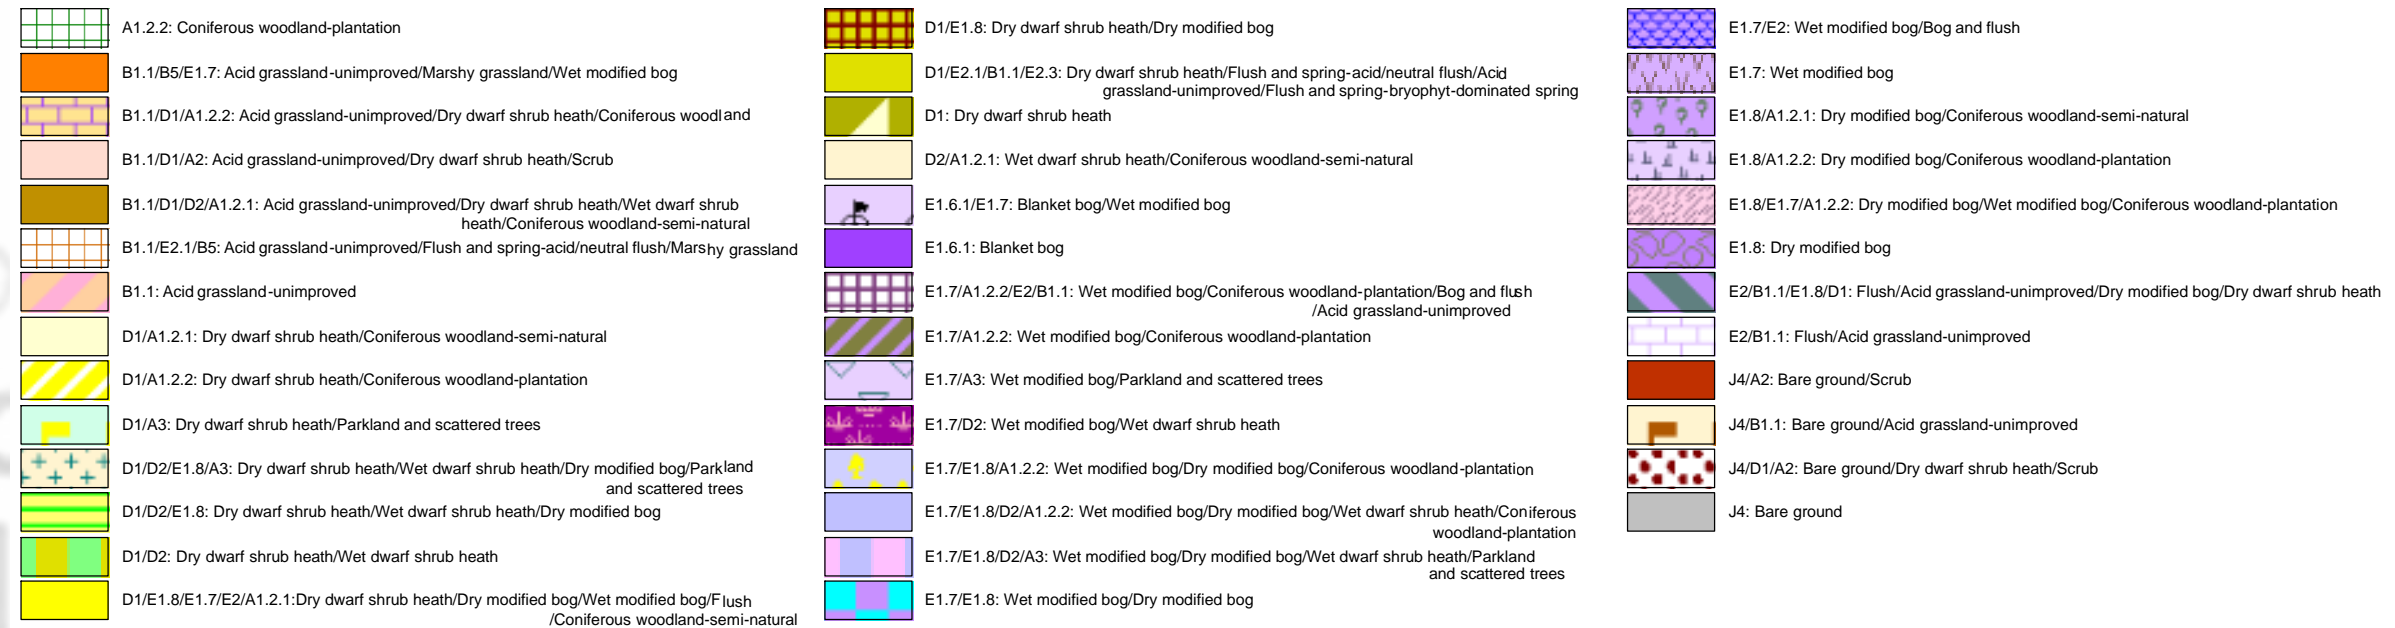 A1.2.2: Coniferous woodland-plantation
B1.1/B5/E1.7: Acid grassland-unimproved/Marshy grassland/Wet modified bog
B1.1/D1/A1.2.2: Acid grassland-unimproved/Dry dwarf shrub heath/Coniferous woodland
B1.1/D1/A2: Acid grassland-unimproved/Dry dwarf shrub heath/Scrub
B1.1/D1/D2/A1.2.1: Acid grassland-unimproved/Dry dwarf shrub heath/Wet dwarf shrub
heath/Coniferous woodland-semi-natural
B1.1/E2.1/B5: Acid grassland-unimproved/Flush and spring-acid/neutral flush/Marshy grassland
B1.1: Acid grassland-unimproved
D1/A1.2.1: Dry dwarf shrub heath/Coniferous woodland-semi-natural
D1/A1.2.2: Dry dwarf shrub heath/Coniferous woodland-plantation
D1/A3: Dry dwarf shrub heath/Parkland and scattered trees
D1/D2/E1.8/A3: Dry dwarf shrub heath/Wet dwarf shrub heath/Dry modified bog/Parkland
and scattered trees
D1/D2/E1.8: Dry dwarf shrub heath/Wet dwarf shrub heath/Dry modified bog
D1/D2: Dry dwarf shrub heath/Wet dwarf shrub heath
D1/E1.8/E1.7/E2/A1.2.1:Dry dwarf shrub heath/Dry modified bog/Wet modified bog/Flush
/Coniferous woodland-semi-natural
D1/E1.8: Dry dwarf shrub heath/Dry modified bog
D1/E2.1/B1.1/E2.3: Dry dwarf shrub heath/Flush and spring-acid/neutral flush/Acid
grassland-unimproved/Flush and spring-bryophyt-dominated spring
D1: Dry dwarf shrub heath
D2/A1.2.1: Wet dwarf shrub heath/Coniferous woodland-semi-natural
E1.6.1/E1.7: Blanket bog/Wet modified bog
E1.6.1: Blanket bog
E1.7/A1.2.2/E2/B1.1: Wet modified bog/Coniferous woodland-plantation/Bog and flush
/Acid grassland-unimproved
E1.7/A1.2.2: Wet modified bog/Coniferous woodland-plantation
E1.7/A3: Wet modified bog/Parkland and scattered trees
E1.7/D2: Wet modified bog/Wet dwarf shrub heath
E1.7/E1.8/A1.2.2: Wet modified bog/Dry modified bog/Coniferous woodland-plantation
E1.7/E1.8/D2/A1.2.2: Wet modified bog/Dry modified bog/Wet dwarf shrub heath/Coniferous
woodland-plantation
E1.7/E1.8/D2/A3: Wet modified bog/Dry modified bog/Wet dwarf shrub heath/Parkland
and scattered trees
E1.7/E1.8: Wet modified bog/Dry modified bog
E1.7/E2: Wet modified bog/Bog and flush
E1.7: Wet modified bog
E1.8/A1.2.1: Dry modified bog/Coniferous woodland-semi-natural
E1.8/A1.2.2: Dry modified bog/Coniferous woodland-plantation
E1.8/E1.7/A1.2.2: Dry modified bog/Wet modified bog/Coniferous woodland-plantation
E1.8: Dry modified bog
E2/B1.1/E1.8/D1: Flush/Acid grassland-unimproved/Dry modified bog/Dry dwarf shrub heath
E2/B1.1: Flush/Acid grassland-unimproved
J4/A2: Bare ground/Scrub
J4/B1.1: Bare ground/Acid grassland-unimproved
J4/D1/A2: Bare ground/Dry dwarf shrub heath/Scrub
J4: Bare ground